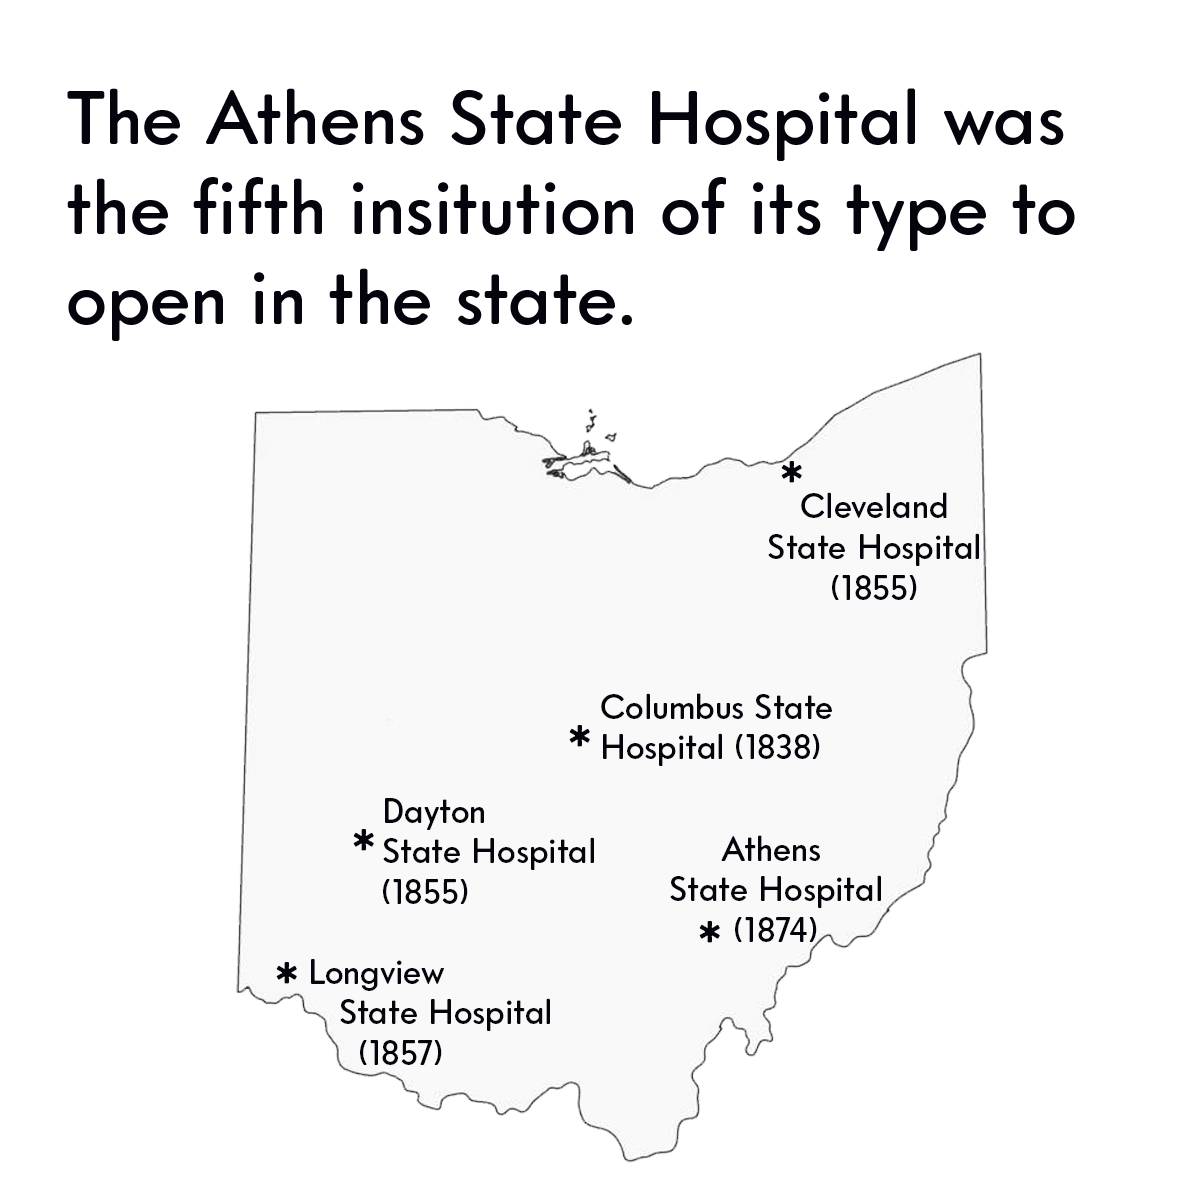 The Athens State Hospital was
the fifth insitution of its type to
open in the state.
*
Cleveland
State Hospital
(1855)
Columbus State
* Hospital (1838)
Dayton
* State Hospital
(1855)
Athens
State Hospital
* (1874)
* Longview
State Hospital
(1857)